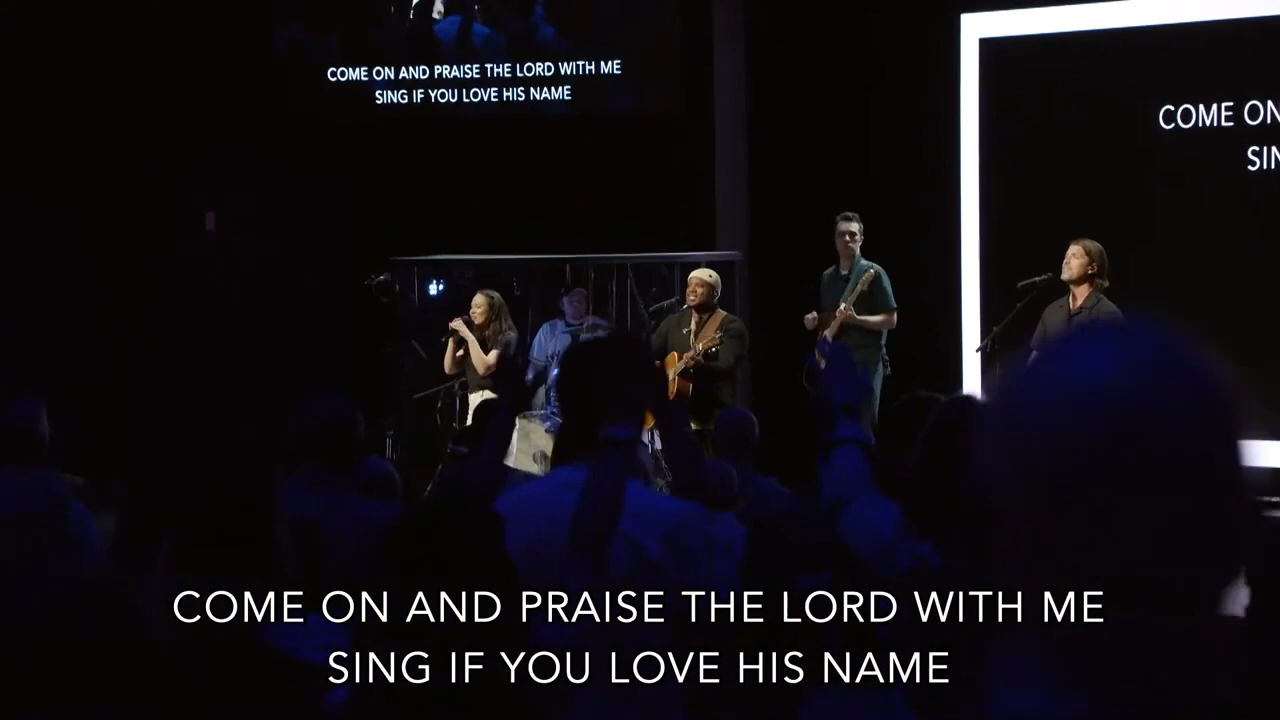 COME ON AND PRAISE THE LORD WITH ME
SING IF YOU LOVE HIS NAME
COME ON
SIN
COME ON AND PRAISE THE LORD WITH ME
SING IF YOU LOVE HIS NAME